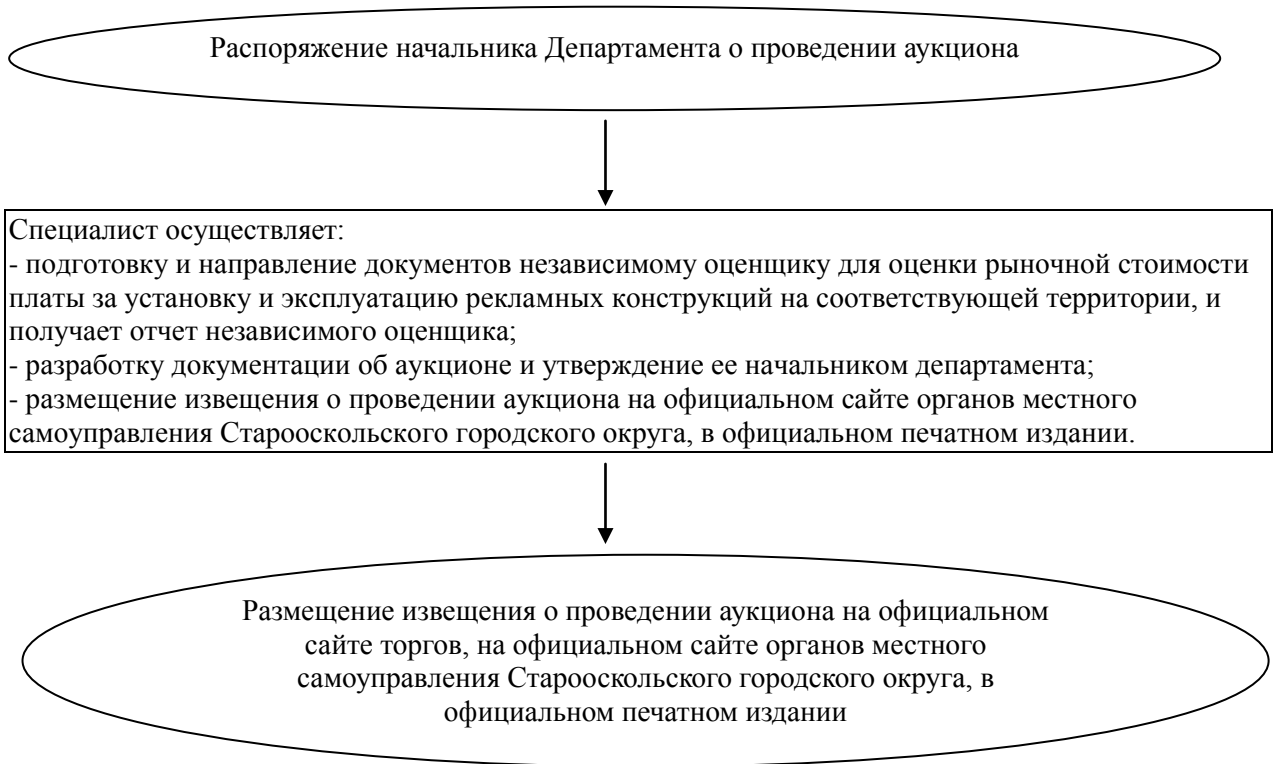 Распоряжение начальника Департамента о проведении аукциона
Специалист осуществляет:
- подготовку и направление документов независимому оценщику для оценки рыночной стоимости
платы за установку и эксплуатацию рекламных конструкций на соответствующей территории, и
получает отчет независимого оценщика;
- разработку документации об аукционе и утверждение ее начальником департамента;
- размещение извещения о проведении аукциона на официальном сайте органов местного
самоуправления Старооскольского городского округа, в официальном печатном издании.
Размещение извещения о проведении аукциона на официальном
сайте торгов, на официальном сайте органов местного
самоуправления Старооскольского городского округа, в
официальном печатном издании